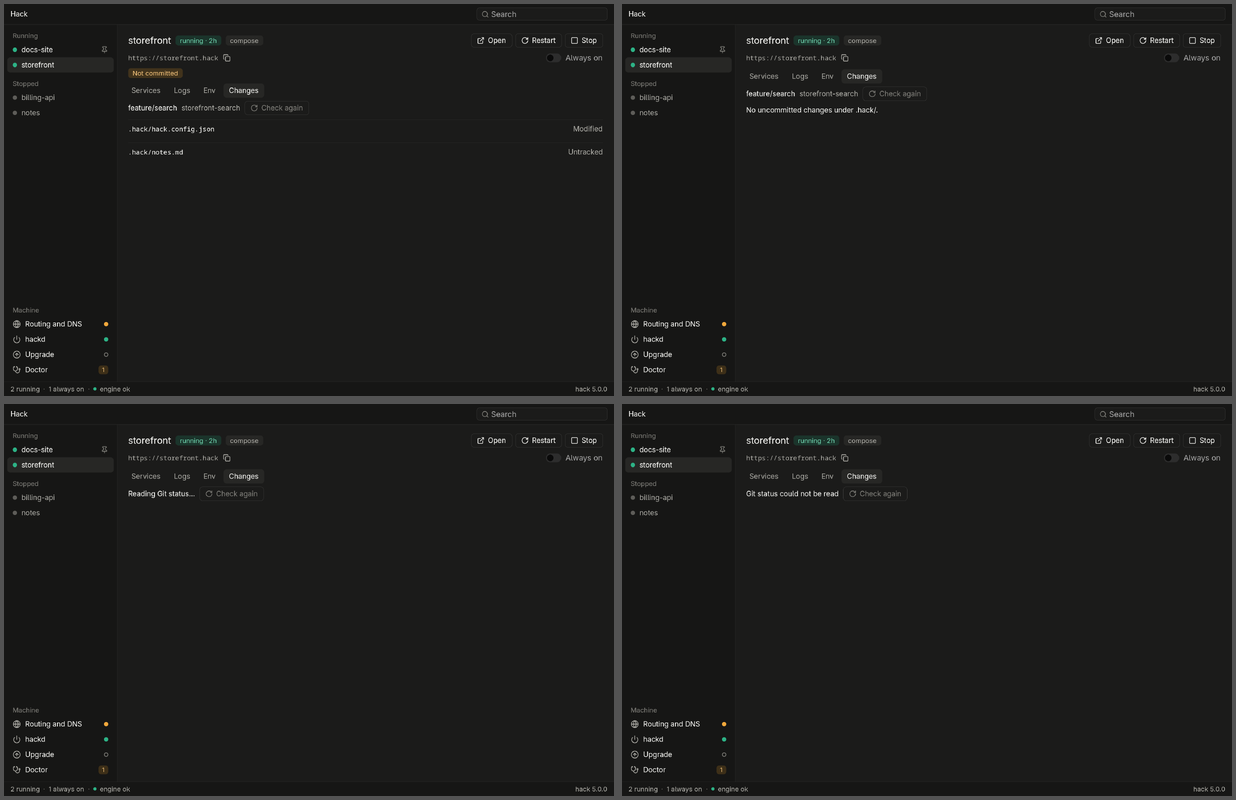 Hack
Search
Running
docs-site
storefront
Stopped
billing-api
notes
storefront running · 2h compose
Open Restart Stop
https://storefront.hack
Always on
Not committed
Services Logs Env Changes
feature/search storefront-search Check again
.hack/hack.config.json Modified
.hack/notes.md Untracked
Machine
Routing and DNS
hackd
Upgrade
Doctor 1
2 running · 1 always on · engine ok
hack 5.0.0
Search
Running
docs-site
storefront
Stopped
billing-api
notes
storefront running · 2h compose
Open Restart Stop
https://storefront.hack
Always on
Services Logs Env Changes
feature/search storefront-search Check again
No uncommitted changes under .hack/.
Machine
Routing and DNS
hackd
Upgrade
Doctor 1
2 running · 1 always on · engine ok
hack 5.0.0
Hack
Search
Running
docs-site
storefront
Stopped
billing-api
notes
storefront running · 2h compose
Open Restart Stop
https://storefront.hack
Always on
Services Logs Env Changes
Reading Git status... Check again
Machine
Routing and DNS
hackd
Upgrade
Doctor 1
2 running · 1 always on · engine ok
hack 5.0.0
Hack
Search
Running
docs-site
storefront
Stopped
billing-api
notes
storefront running · 2h compose
Open Restart Stop
https://storefront.hack
Always on
Services Logs Env Changes
Git status could not be read Check again
Machine
Routing and DNS
hackd
Upgrade
Doctor 1
2 running · 1 always on · engine ok
hack 5.0.0